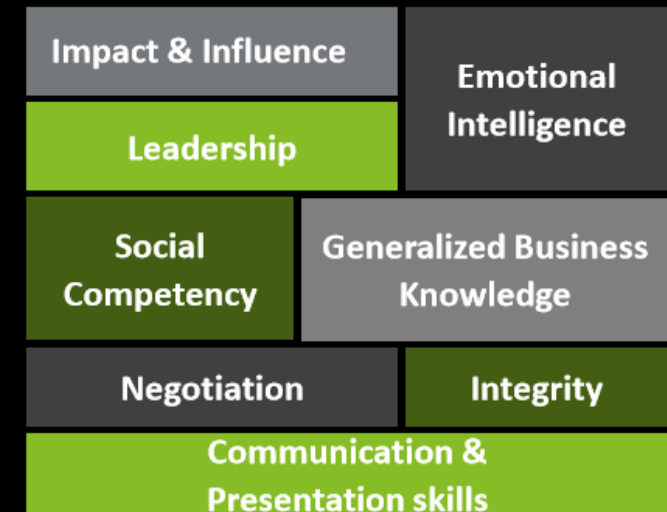 Impact & Influence
Emotional
Intelligence
Leadership
Social
Competency
Generalized Business
Knowledge
Negotiation
Integrity
Communication &
Presentation skills